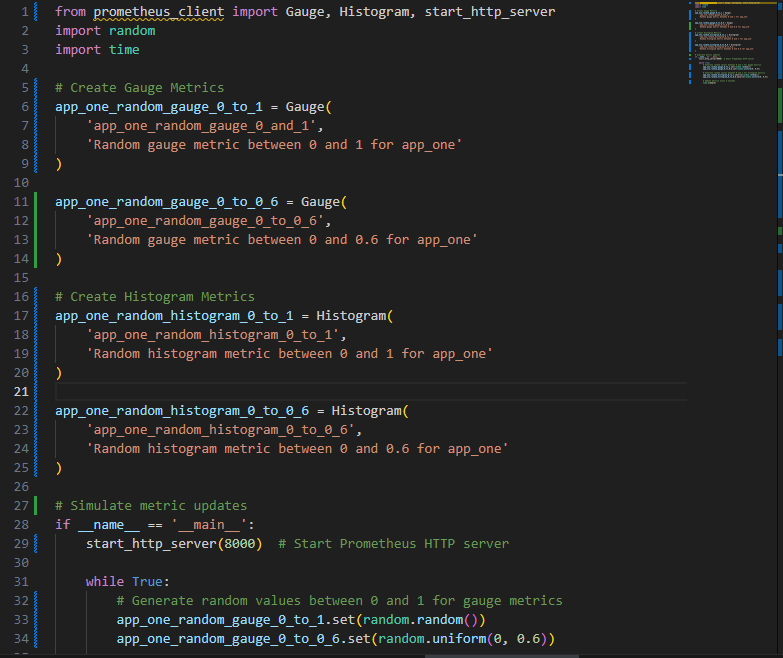 1 from prometheus_client import Gauge, Histogram, start_http_server
2 import random
3 import time
4
5 # Create Gauge Metrics
6 app_one_random_gauge_0_to_1 = Gauge(
7 'app_one_random_gauge_0_and_1',
8 'Random gauge metric between 0 and 1 for app_one'
9 )
10
11 app_one_random_gauge_0_to_0_6 = Gauge(
12 'app_one_random_gauge_0_to_0_6',
13 'Random gauge metric between 0 and 0.6 for app_one'
14 )
15
16 # Create Histogram Metrics
17 app_one_random_histogram_0_to_1 = Histogram(
18 'app_one_random_histogram_0_to_1',
19 'Random histogram metric between 0 and 1 for app_one'
20 )
21
22 app_one_random_histogram_0_to_0_6 = Histogram(
23 'app_one_random_histogram_0_to_0_6',
24 'Random histogram metric between 0 and 0.6 for app_one'
25 )
26
27 # Simulate metric updates
28 if __name__ == '__main__':
29 start_http_server(8000)  # Start Prometheus HTTP server
30
31 while True:
32 # Generate random values between 0 and 1 for gauge metrics
33 app_one_random_gauge_0_to_1.set(random.random())
34 app_one_random_gauge_0_to_0_6.set(random.uniform(0, 0.6))